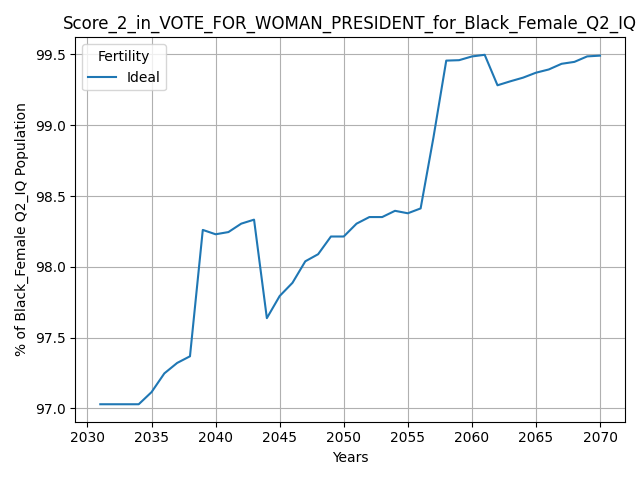 Score_2_in_VOTE_FOR_WOMAN_PRESIDENT_for_Black_Female_Q2_IQ
Fertility
Ideal
% of Black_Female Q2_IQ Population
99.5
99.0
98.5
98.0
97.5
97.0
2030 2035 2040 2045 2050 2055 2060 2065 2070
Years